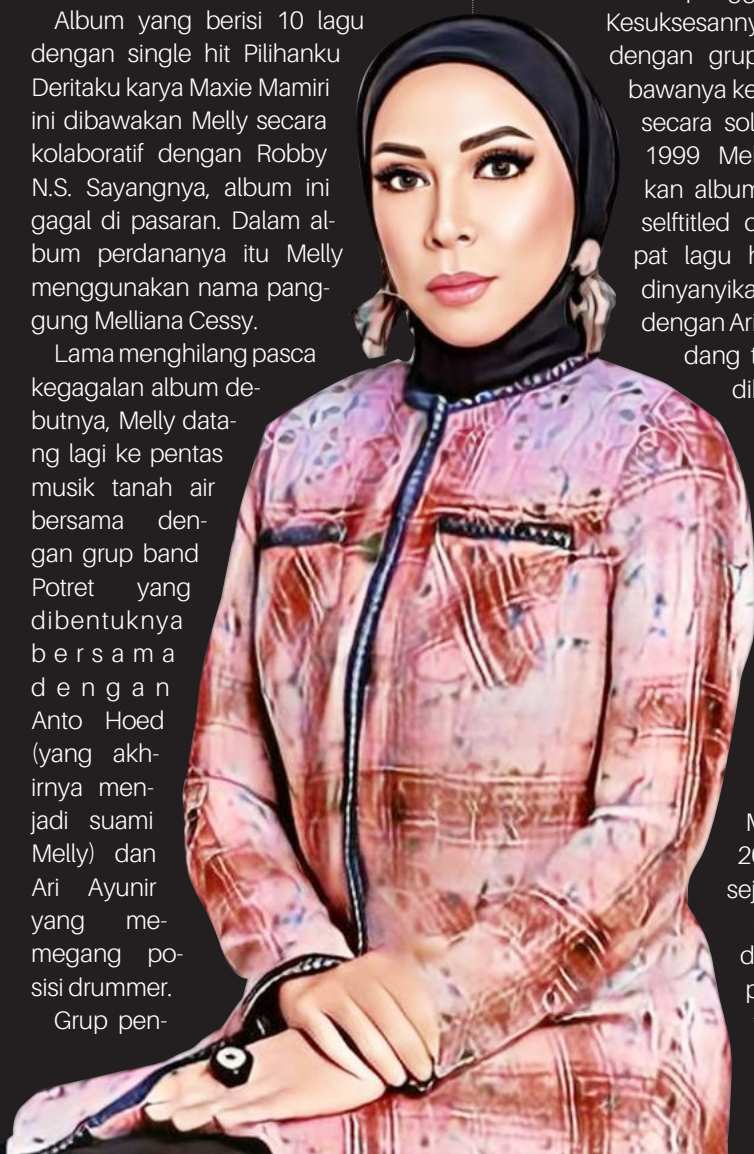 Album yang berisi 10 lagu
dengan single hit Pilihanku
Deritaku karya Maxie Mamiri
ini dibawakan Melly secara
kolaboratif dengan Robby
N.S. Sayangnya, album ini
gagal di pasaran. Dalam al-
bum perdananya itu Melly
menggunakan nama pang-
gung Melliana Cessy.
Lama menghilang pasca
kegagalan album de-
butnya, Melly data-
ng lagi ke pentas
musik tanah air
bersama den-
gan grup band
Potret yang
dibentuknya
bersama
dengan
Anto Hoed
(yang akh-
irnya men-
jadi suami
Melly) dan
Ari Ayunir
yang me-
megang po-
sisi drummer.
Grup pen-
Kesuksesanny
dengan grup
bawanya ke
secara sol
1999 Me
kan album
selftitled
pat lagu h
dinyanyika
dengan Ari
dang t
dil
M
20
sej
d
p